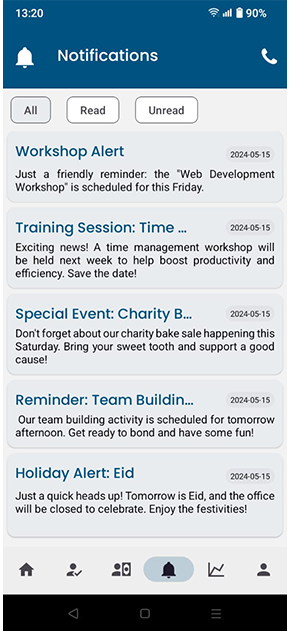 13:20
90%
Notifications
All
Read
Unread
Workshop Alert
2024-05-15
Just a friendly reminder: the "Web Development
Workshop" is scheduled for this Friday.
Training Session: Time ...
2024-05-15
Exciting news! A time management workshop will
be held next week to help boost productivity and
efficiency. Save the date!
Special Event: Charity B...
2024-05-15
Don't forget about our charity bake sale happening this
Saturday. Bring your sweet tooth and support a good
cause!
Reminder: Team Buildin...
2024-05-15
Our team building activity is scheduled for tomorrow
afternoon. Get ready to bond and have some fun!
Holiday Alert: Eid
2024-05-15
Just a quick heads up! Tomorrow is Eid, and the office
will be closed to celebrate. Enjoy the festivities!